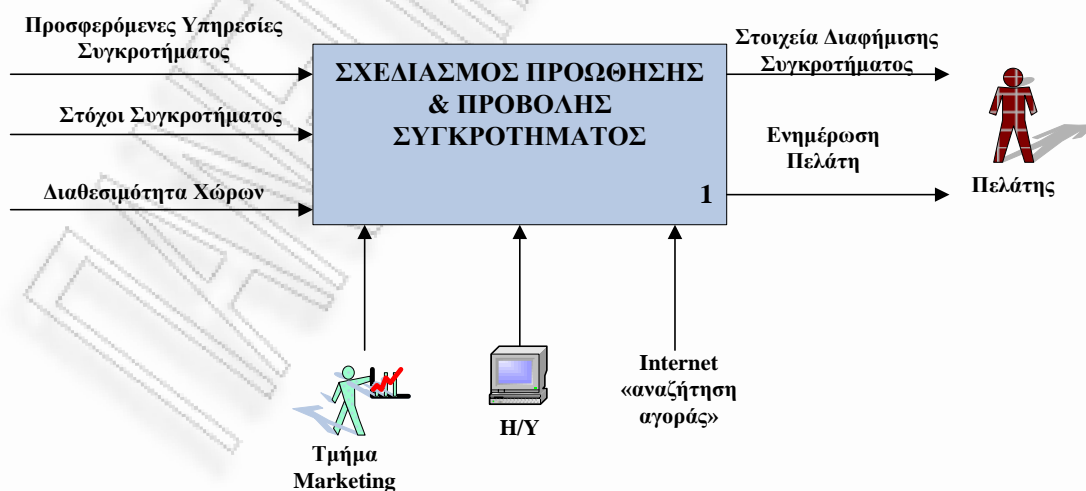 Προσφερόμενες Υπηρεσίες
Συγκροτήματος
Στόχοι Συγκροτήματος
Διαθεσιμότητα Χώρων
ΣΧΕΔΙΑΣΜΟΣ ΠΡΟΩΘΗΣΗΣ
& ΠΡΟΒΟΛΗΣ
ΣΥΓΚΡΟΤΗΜΑΤΟΣ
1
Στοιχεία Διαφήμισης
Συγκροτήματος
Ενημέρωση
Πελάτη
Πελάτης
Τμήμα
Marketing
Η/Υ
Internet
«αναζήτηση
αγοράς»